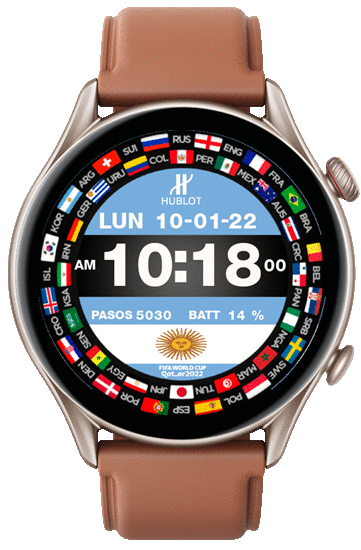 HUBLOT
LUN 10-01-22
AM 10:18 00
PASOS 5030 BATT 14 %
FIFA WORLD CUP
Qat_ar2022
RUS
ENG
FRA
BRA
BEL
SRB
SWE
POL
ESP
POR
DEN
CRO
ISL
KOR
ARG
SUI
COL
PER
MEX
AUS
CRC
PAN
NGA
MAR
TUN
JPN
EGY
SEN
KSA
IRN
GER
URU